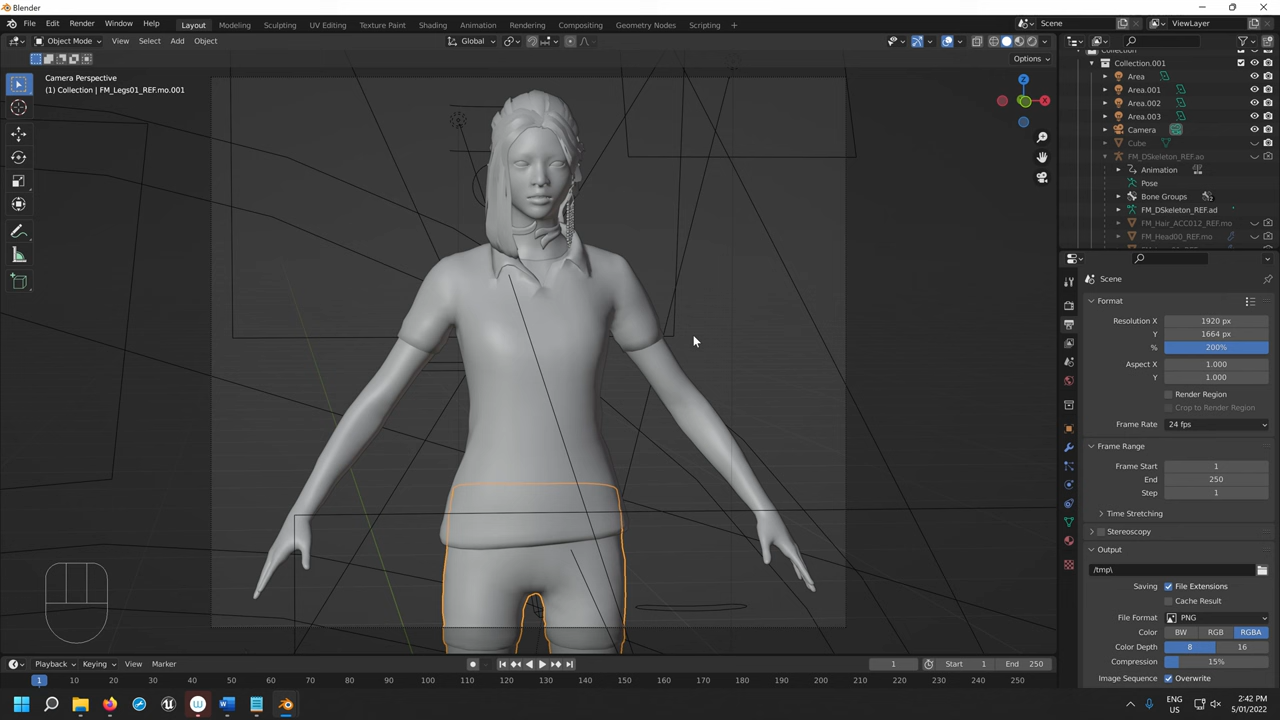 Blender
File Edit Render Window Help
Layout Modeling Sculpting UV Editing Texture Paint Shading Animation Rendering Compositing Geometry Nodes Scripting +
Scene
ViewLayer
Object Mode View Select Add Object
Global
Options
Camera Perspective
(1) Collection | FM_Legs01_REF.mo.001
Z
X
Collection
Collection.001
Area
Area.001
Area.002
Area.003
Camera
Cube
FM_DSkeleton_REF.ao
Animation
Pose
Bone Groups
FM_DSkeleton_REF.ad
FM_Hair_ACC012_REF.mo
FM_Head00_REF.mo
Scene
Format
Resolution X 1920 px
Y 1664 px
% 200%
Aspect X 1.000
Y 1.000
Render Region
Crop to Render Region
Frame Rate 24 fps
Frame Range
Frame Start 1
End 250
Step 1
Time Stretching
Stereoscopy
Output
/tmp\
Saving File Extensions
Cache Result
File Format PNG
Color BW RGB RGBA
Color Depth 8 16
Compression 15%
Image Sequence Overwrite
Playback Keying View Marker
1 Start 1 End 250
1 10 20 30 40 50 60 70 80 90 100 110 120 130 140 150 160 170 180 190 200 210 220 230 240 250
ENG
US
2:42 PM
5/01/2022